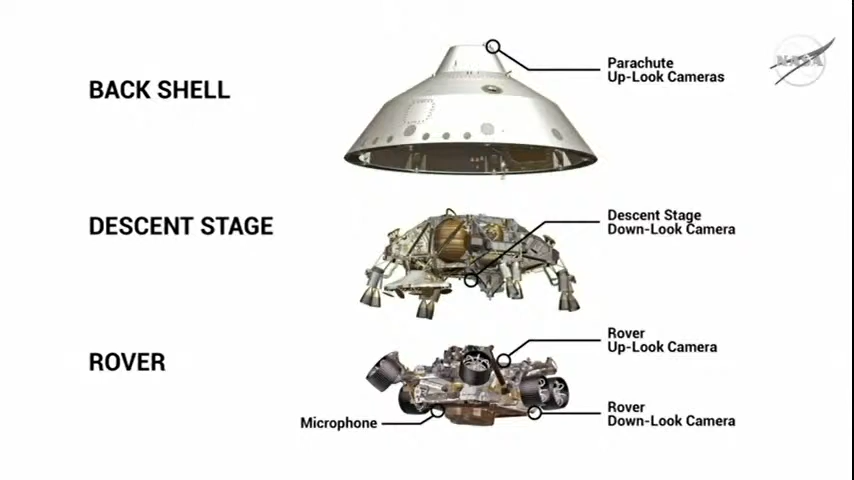 BACK SHELL
Parachute
Up-Look Cameras
NASA
DESCENT STAGE
Descent Stage
Down-Look Camera
ROVER
Rover
Up-Look Camera
Microphone
Rover
Down-Look Camera